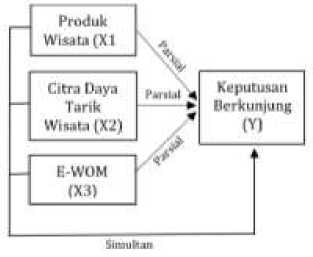 Produk
Wisata (X1
Parsial
Citra Daya
Tarik
Wisata (X2)
Parsial
Keputusan
Berkunjung
(Y)
E-WOM
(X3)
Parsial
Simultan